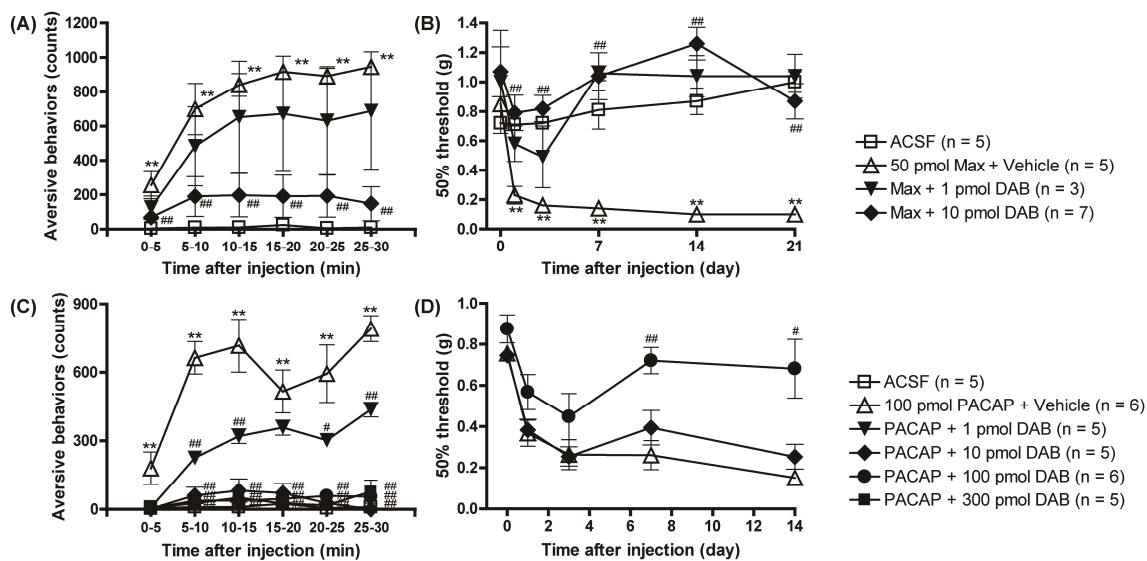 (A)
Aversive behaviors (counts)
1200
1000
800
600
400
200
0
** ** ** ** ** **
## ## ## ## ## ##
0-5 5-10 10-15 15-20 20-25 25-30
Time after injection (min)
(B)
50% threshold (g)
1.4
1.2
1.0
0.8
0.6
0.4
0.2
0.0
## ## ## ## ##
** ** ** ** **
0 7 14 21
Time after injection (day)
ACSF (n = 5)
50 pmol Max + Vehicle (n = 5)
Max + 1 pmol DAB (n = 3)
Max + 10 pmol DAB (n = 7)
(C)
Aversive behaviors (counts)
900
600
300
0
** ** ** ** ** **
## ## # ##
## ## ## ## ##
## ## ## ## ##
## ## ## ## ##
0-5 5-10 10-15 15-20 20-25 25-30
Time after injection (min)
(D)
50% threshold (g)
1.0
0.8
0.6
0.4
0.2
0.0
## #
0 2 4 6 8 10 12 14
Time after injection (day)
ACSF (n = 5)
100 pmol PACAP + Vehicle (n = 6)
PACAP + 1 pmol DAB (n = 5)
PACAP + 10 pmol DAB (n = 5)
PACAP + 100 pmol DAB (n = 6)
PACAP + 300 pmol DAB (n = 5)